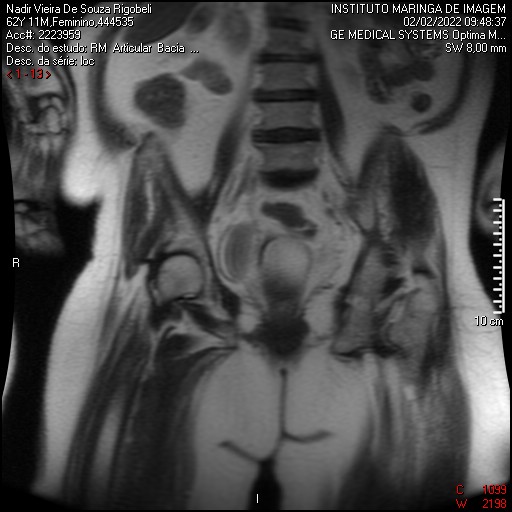 Nadir Vieira De Souza Rigobeli
62Y 11M,Feminino,444535
Acc#: 2223959
Desc. do estudo: RM Articular Bacia ...
Desc. da série: loc
< 1 - 13 >
INSTITUTO MARINGA DE IMAGEM
02/02/2022 09:48:37
GE MEDICAL SYSTEMS Optima M...
SW 8,00 mm
R
10 cm
I
C 1099
W 2198